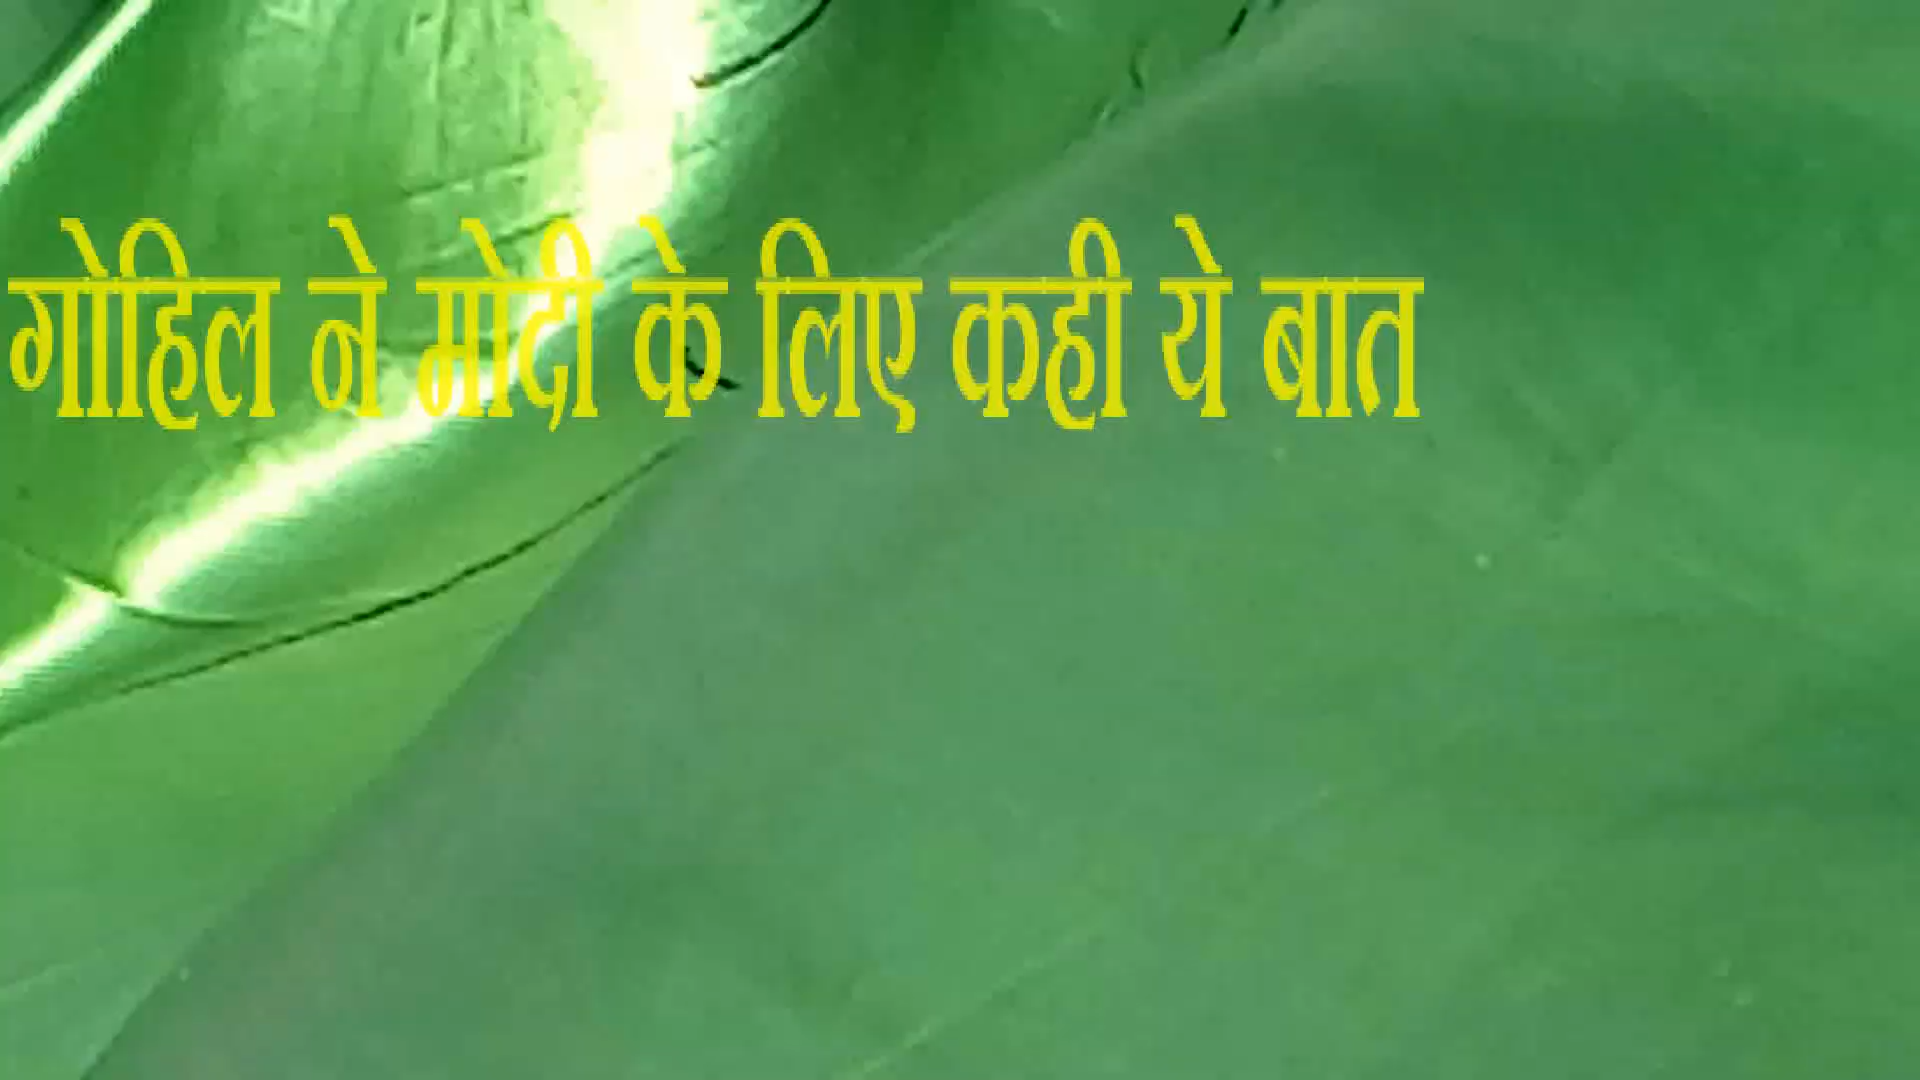 गोहिल ने मोदी के लिए कही ये बात